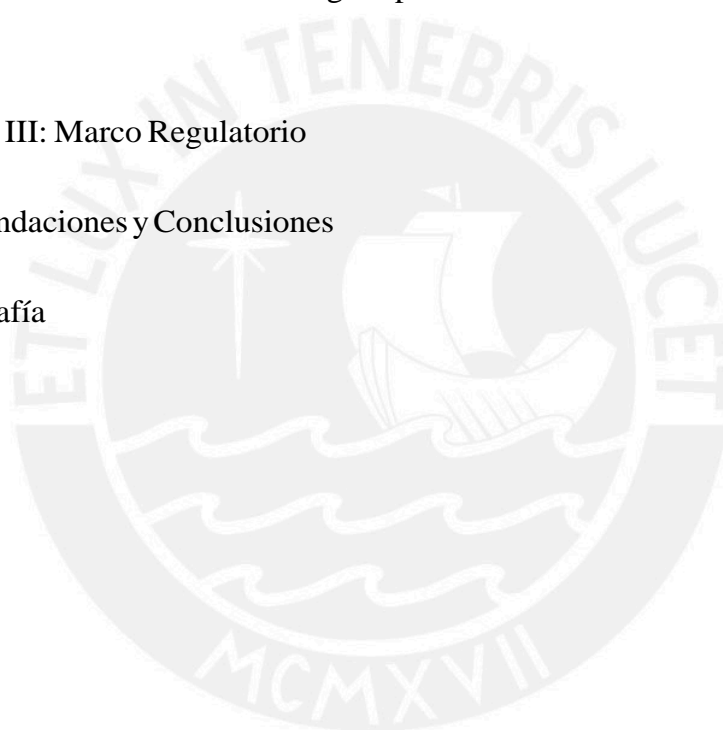 III: Marco Regulatorio
ndaciones y Conclusiones
afía
ET LUX IN TENEBRIS LUCET
MCMXVII